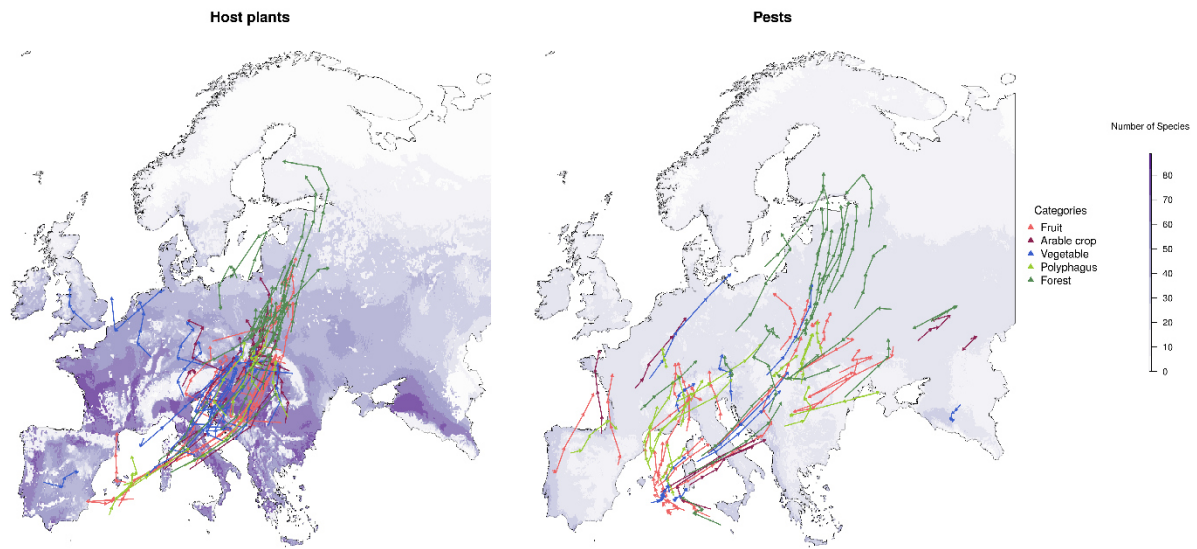 Host plants
Pests
Number of Species
80
70
60
50
40
30
20
10
0
Categories
Fruit
Arable crop
Vegetable
Polyphagus
Forest